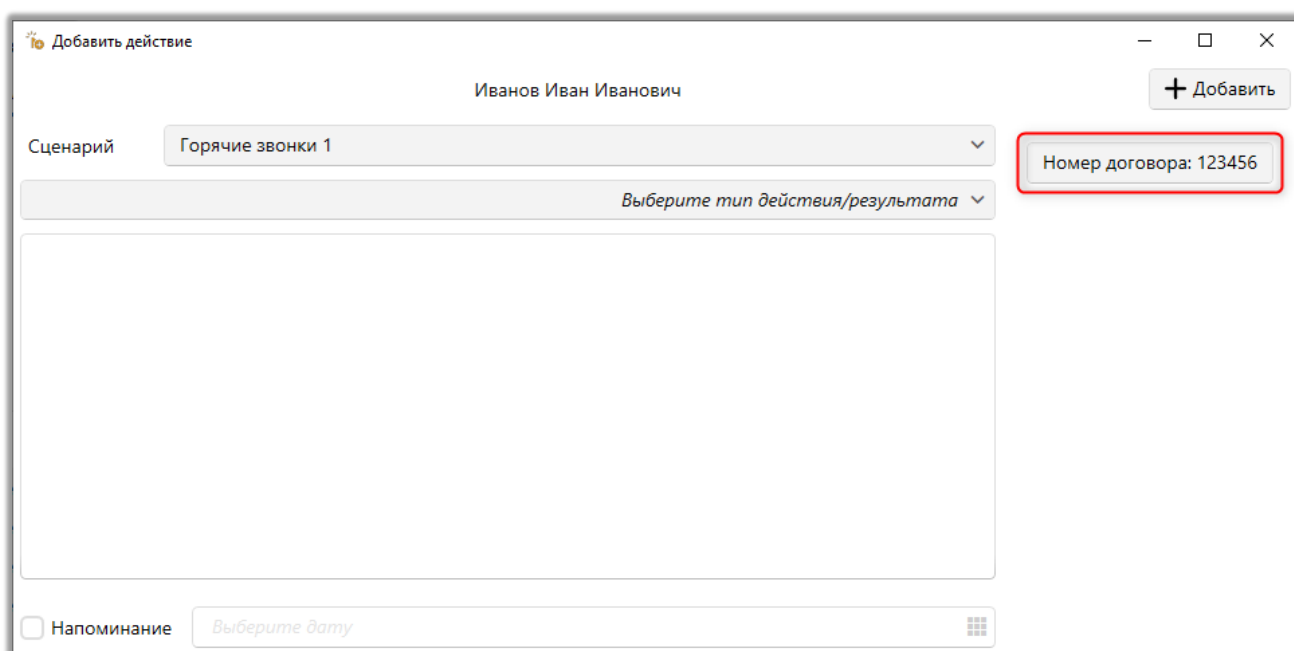 Добавить действие
Иванов Иван Иванович
Добавить
Сценарий
Горячие звонки 1
Номер договора: 123456
Выберите тип действия/результата
Напоминание
Выберите дату